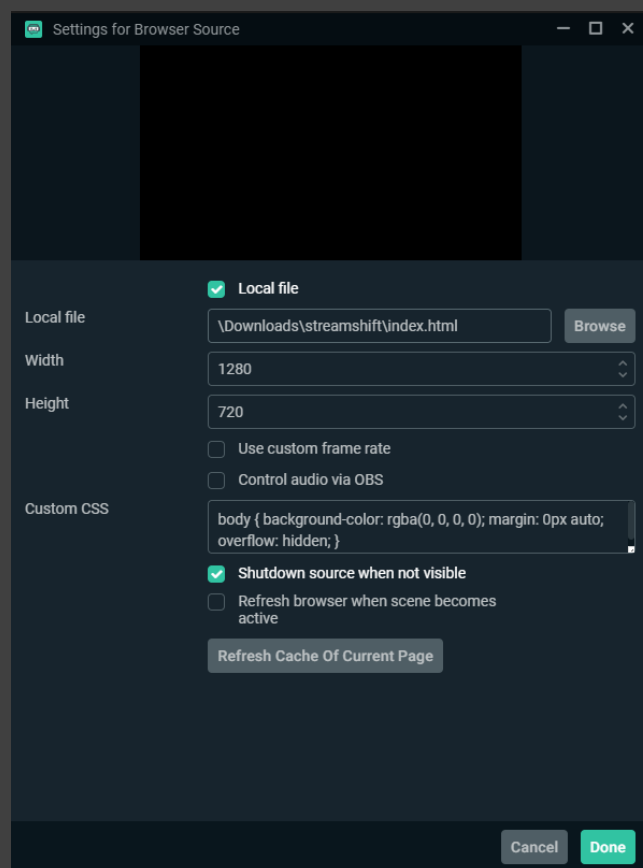 Settings for Browser Source
Local file
Local file
\Downloads\streamshift\index.html
Browse
Width
1280
Height
720
Use custom frame rate
Control audio via OBS
Custom CSS
body { background-color: rgba(0, 0, 0, 0); margin: 0px auto;
overflow: hidden; }
Shutdown source when not visible
Refresh browser when scene becomes
active
Refresh Cache Of Current Page
Cancel
Done